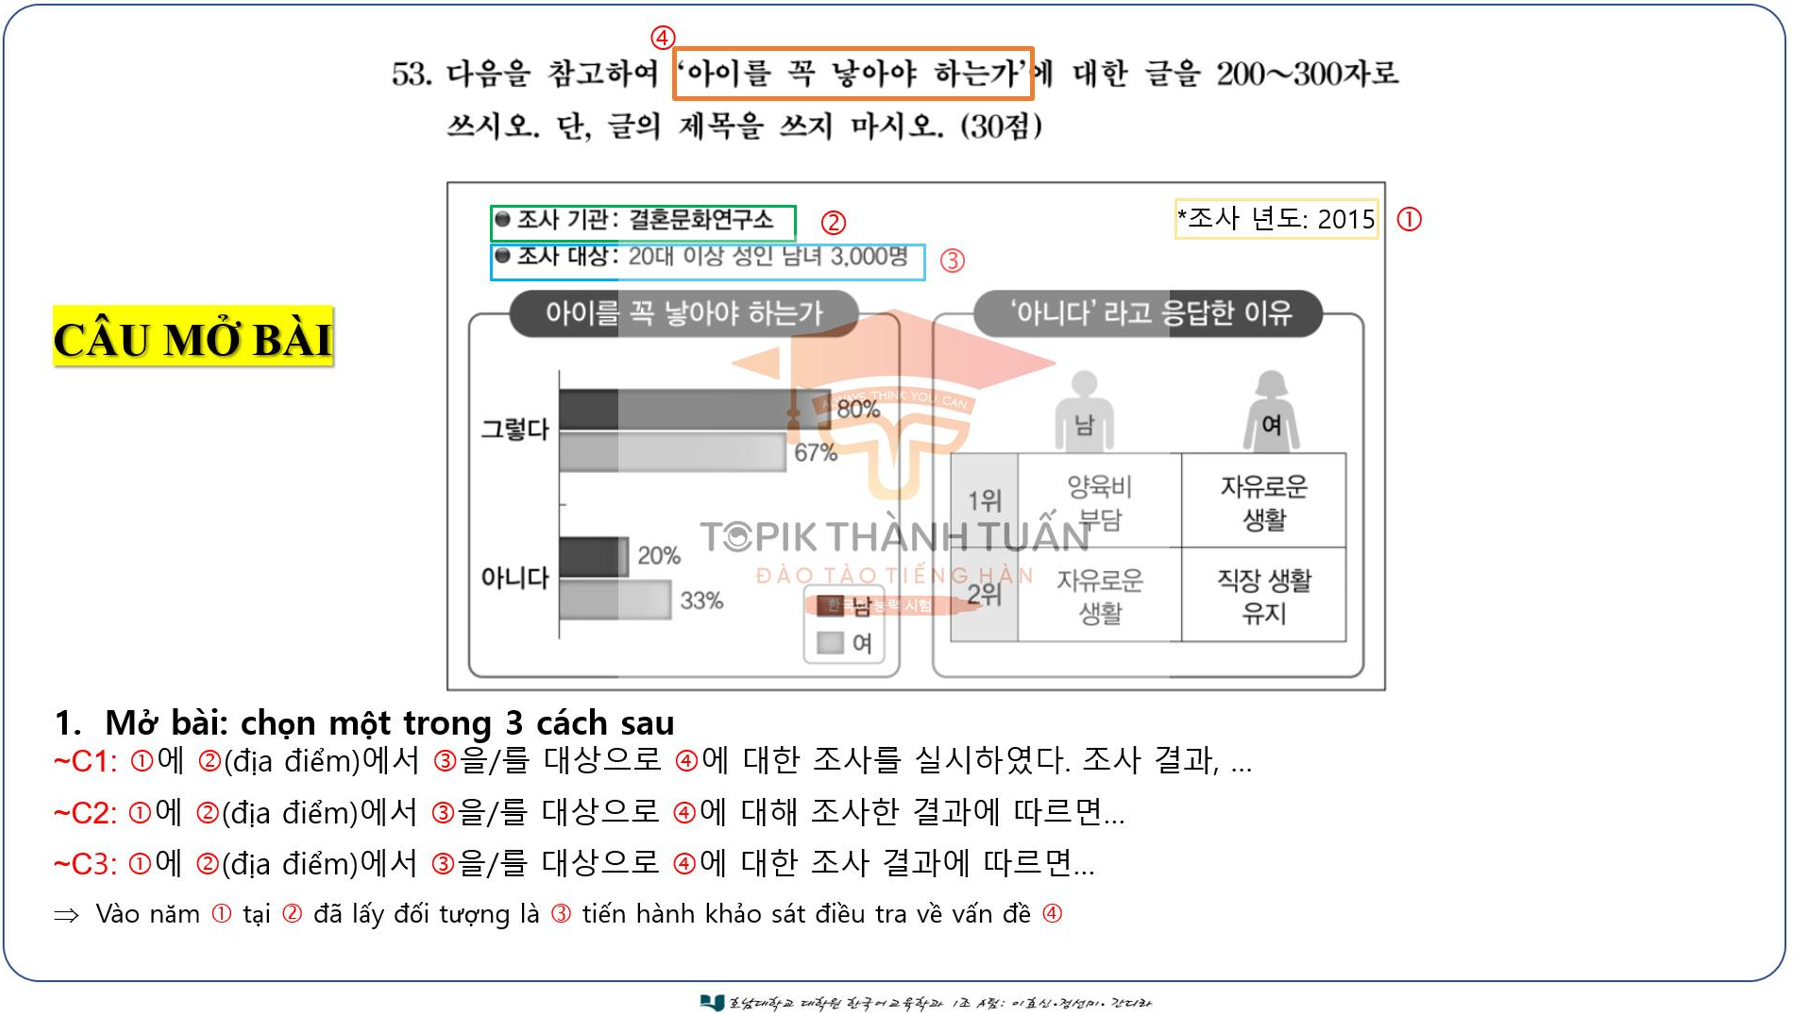 ④
53. 다음을 참고하여 ‘아이를 꼭 낳아야 하는가’에 대한 글을 200~300자로
쓰시오. 단, 글의 제목을 쓰지 마시오. (30점)
● 조사 기관: 결혼문화연구소 ②
*조사 년도: 2015 ①
● 조사 대상: 20대 이상 성인 남녀 3,000명 ③
CÂU MỞ BÀI
아이를 꼭 낳아야 하는가
그렇다
80%
67%
아니다
20%
33%
남
여
‘아니다’ 라고 응답한 이유
남 여
1위 양육비 부담 자유로운 생활
2위 자유로운 생활 직장 생활 유지
ALWAYS THINK YOU CAN
TOPIK THÀNH TUẤN
ĐÀO TẠO TIẾNG HÀN
한국어 능력 시험
1. Mở bài: chọn một trong 3 cách sau
~C1: ①에 ②(địa điểm)에서 ③을/를 대상으로 ④에 대한 조사를 실시하였다. 조사 결과, ...
~C2: ①에 ②(địa điểm)에서 ③을/를 대상으로 ④에 대해 조사한 결과에 따르면...
~C3: ①에 ②(địa điểm)에서 ③을/를 대상으로 ④에 대한 조사 결과에 따르면...
⇒ Vào năm ① tại ② đã lấy đối tượng là ③ tiến hành khảo sát điều tra về vấn đề ④
호남대학교 대학원 한국어교육학과 1조 A팀: 이효신·정선미·간디라